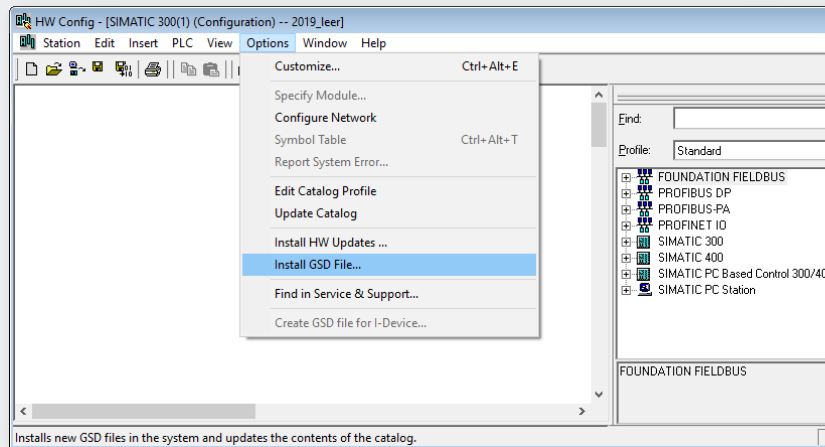 HW Config - [SIMATIC 300(1) (Configuration) -- 2019_leer]
Station Edit Insert PLC View Options Window Help
Customize... Ctrl+Alt+E
Specify Module...
Configure Network
Symbol Table Ctrl+Alt+T
Report System Error...
Edit Catalog Profile
Update Catalog
Install HW Updates ...
Install GSD File...
Find in Service & Support...
Create GSD file for I-Device...
Find:
Profile: Standard
FOUNDATION FIELDBUS
PROFIBUS DP
PROFIBUS-PA
PROFINET IO
SIMATIC 300
SIMATIC 400
SIMATIC PC Based Control 300/40
SIMATIC PC Station
FOUNDATION FIELDBUS
Installs new GSD files in the system and updates the contents of the catalog.